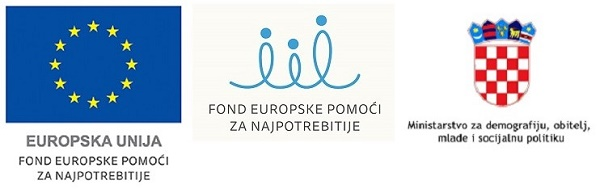 EUROPSKA UNIJA
FOND EUROPSKE POMOĆI
ZA NAJPOTREBITIJE
FOND EUROPSKE POMOĆI
ZA NAJPOTREBITIJE
Ministarstvo za demografiju, obitelj,
mlade i socijalnu politiku